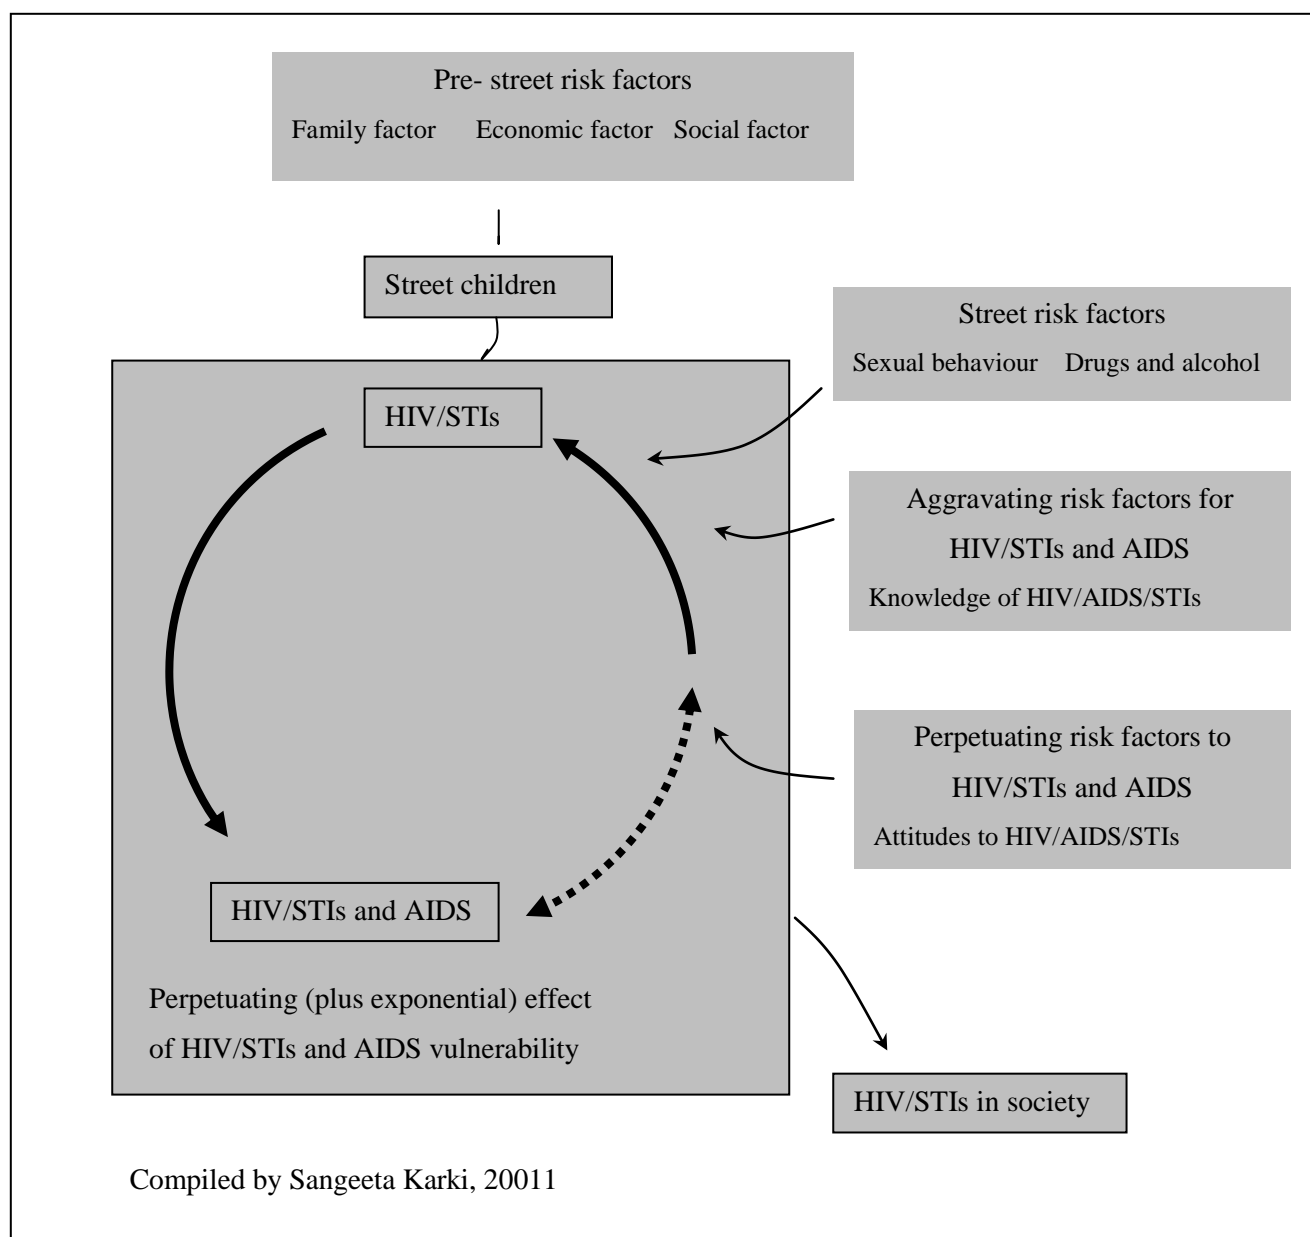 Pre- street risk factors
Family factor Economic factor Social factor
Street children
Street risk factors
Sexual behaviour Drugs and alcohol
HIV/STIs
Aggravating risk factors for
HIV/STIs and AIDS
Knowledge of HIV/AIDS/STIs
Perpetuating risk factors to
HIV/STIs and AIDS
Attitudes to HIV/AIDS/STIs
HIV/STIs and AIDS
Perpetuating (plus exponential) effect
of HIV/STIs and AIDS vulnerability
HIV/STIs in society
Compiled by Sangeeta Karki, 20011